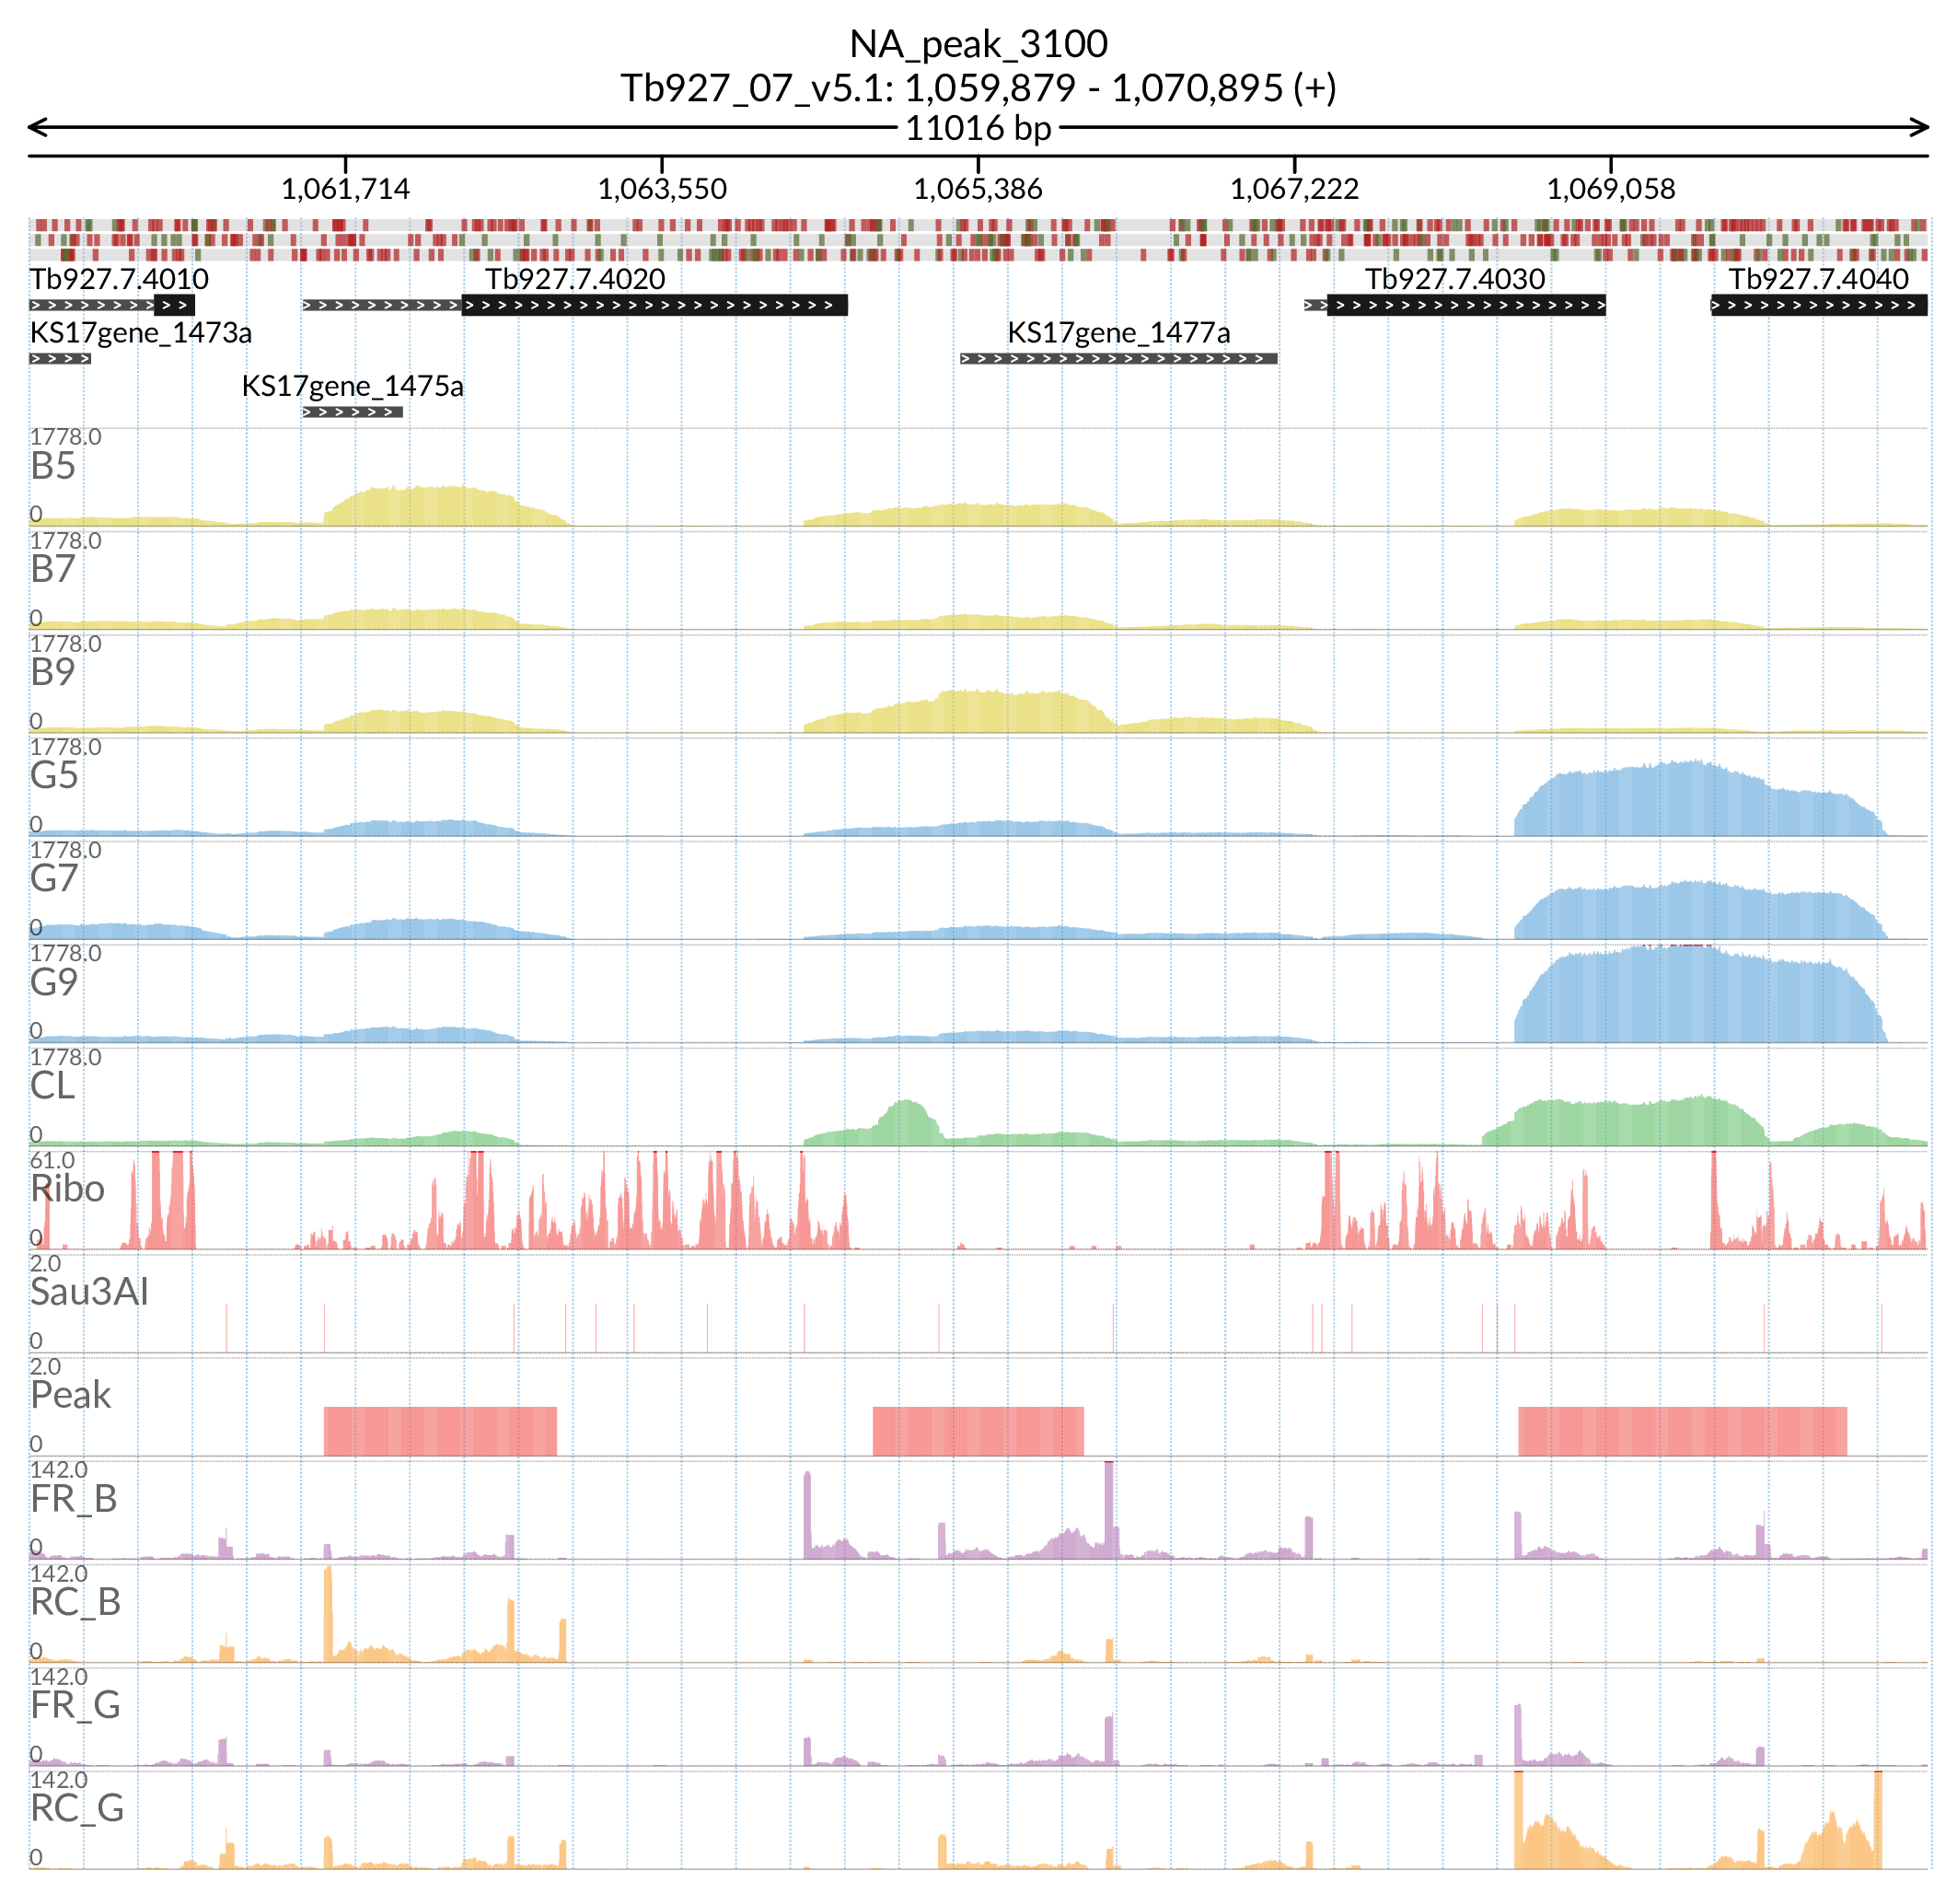 NA_peak_3100
Tb927_07_v5.1: 1,059,879 - 1,070,895 (+)
11016 bp
1,061,714 1,063,550 1,065,386 1,067,222 1,069,058
Tb927.7.4010 Tb927.7.4020 Tb927.7.4030 Tb927.7.4040
KS17gene_1473a KS17gene_1477a
KS17gene_1475a
1778.0
B5
0
1778.0
B7
0
1778.0
B9
0
1778.0
G5
0
1778.0
G7
0
1778.0
G9
0
1778.0
CL
0
61.0
Ribo
0
2.0
Sau3AI
0
2.0
Peak
0
142.0
FR_B
0
142.0
RC_B
0
142.0
FR_G
0
142.0
RC_G
0